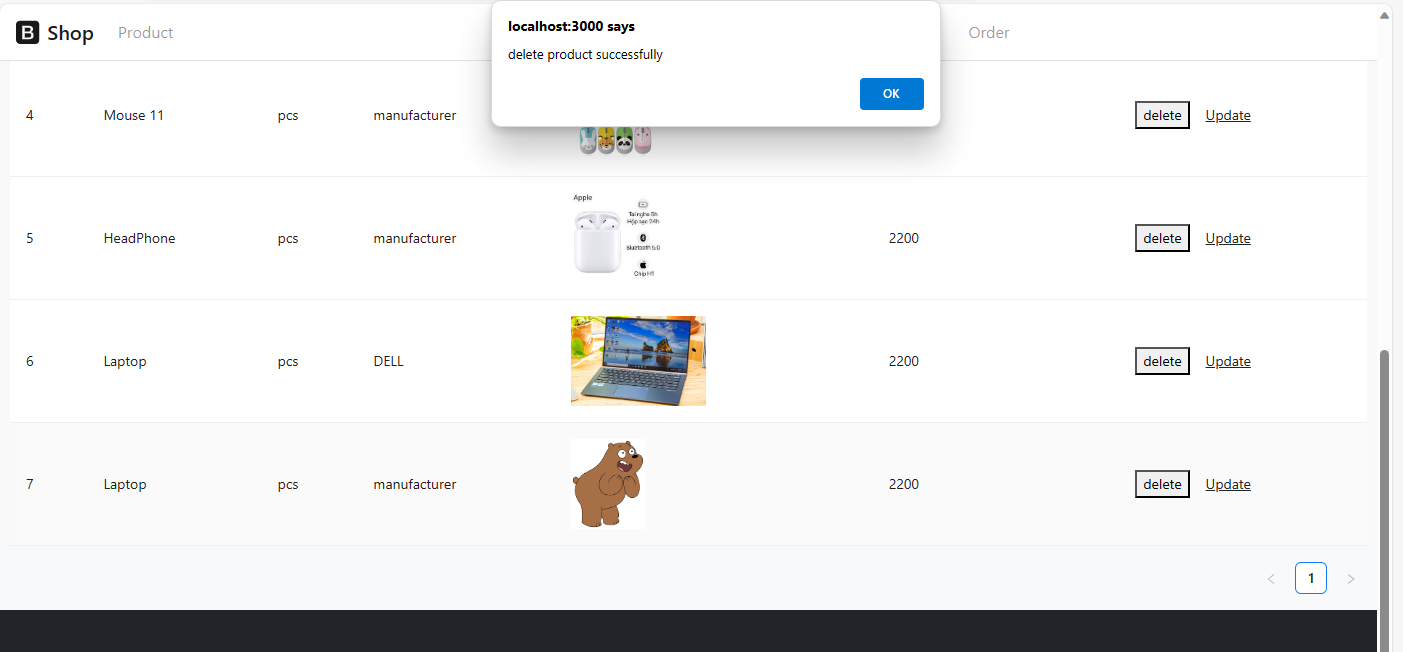 localhost:3000 says
delete product successfully
OK
B Shop Product Order
4 Mouse 11 pcs manufacturer delete Update
5 HeadPhone pcs manufacturer 2200 delete Update
Apple
Tai nghe 5h
Hộp sạc 24h
Bluetooth 5.0
Chip H1
6 Laptop pcs DELL 2200 delete Update
7 Laptop pcs manufacturer 2200 delete Update
< 1 >